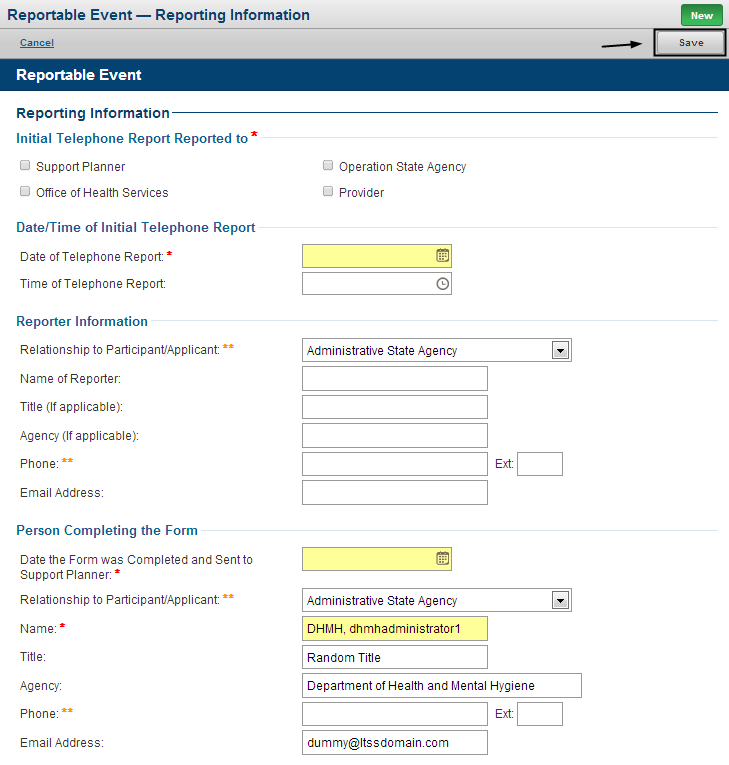 Reportable Event — Reporting Information
New
Cancel
Save
Reportable Event
Reporting Information
Initial Telephone Report Reported to *
Support Planner
Operation State Agency
Office of Health Services
Provider
Date/Time of Initial Telephone Report
Date of Telephone Report: *
Time of Telephone Report:
Reporter Information
Relationship to Participant/Applicant: ** Administrative State Agency
Name of Reporter:
Title (If applicable):
Agency (If applicable):
Phone: ** Ext:
Email Address:
Person Completing the Form
Date the Form was Completed and Sent to
Support Planner: *
Relationship to Participant/Applicant: ** Administrative State Agency
Name: * DHMH, dhmhadministrator1
Title: Random Title
Agency: Department of Health and Mental Hygiene
Phone: ** Ext:
Email Address: dummy@ltssdomain.com